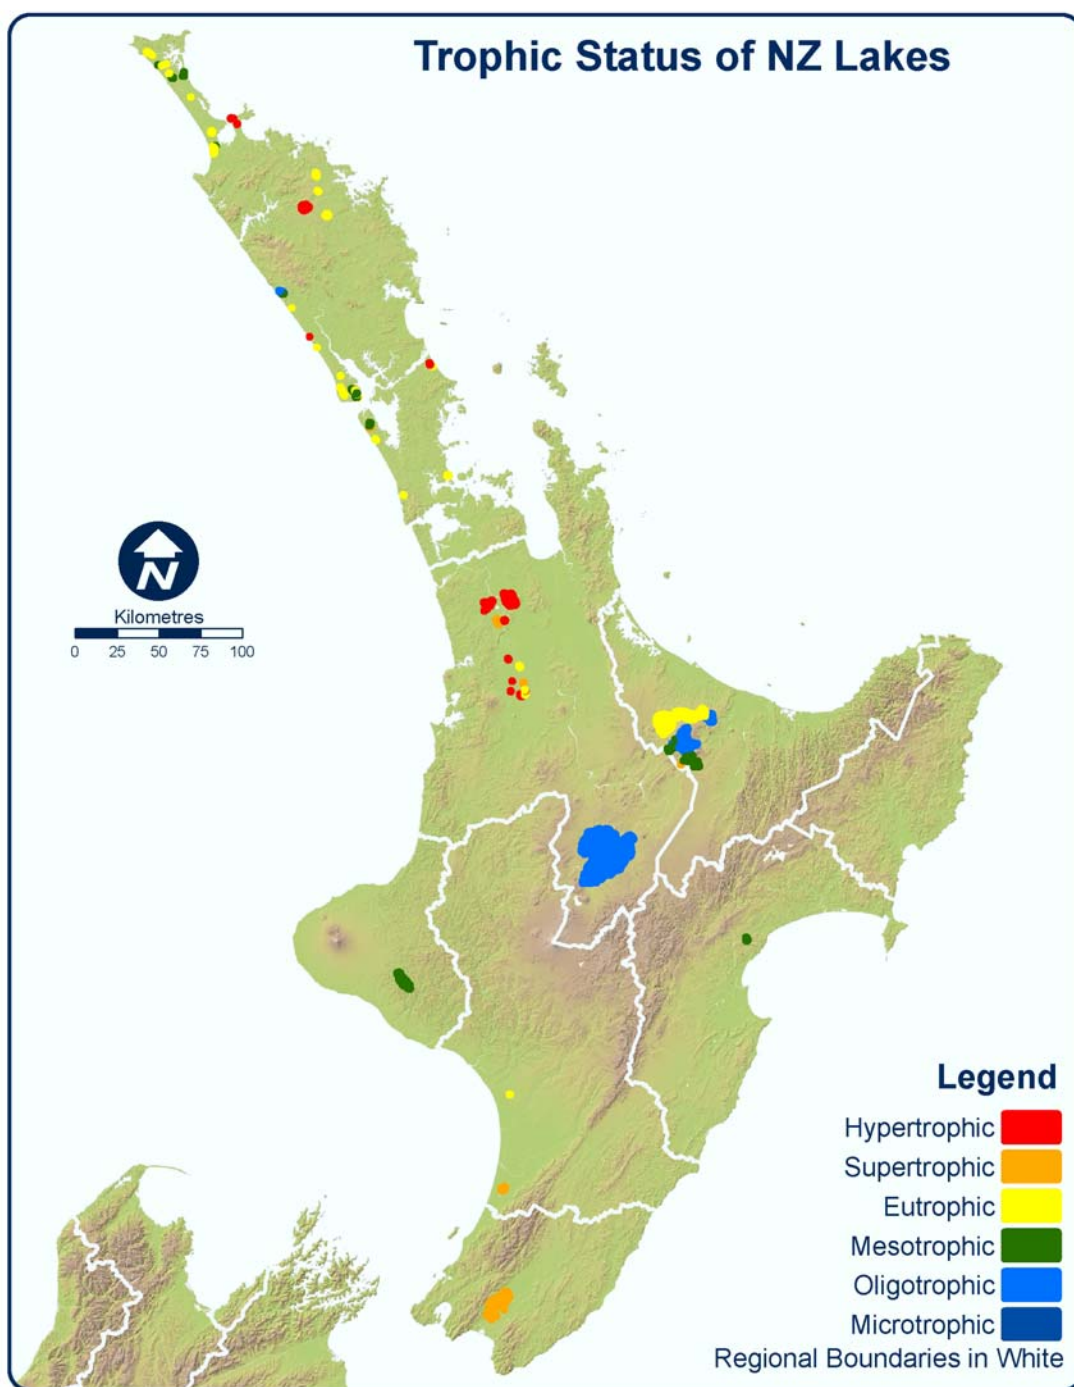 Trophic Status of NZ Lakes
N
Kilometres
0 25 50 75 100
Legend
Hypertrophic
Supertrophic
Eutrophic
Mesotrophic
Oligotrophic
Microtrophic
Regional Boundaries in White